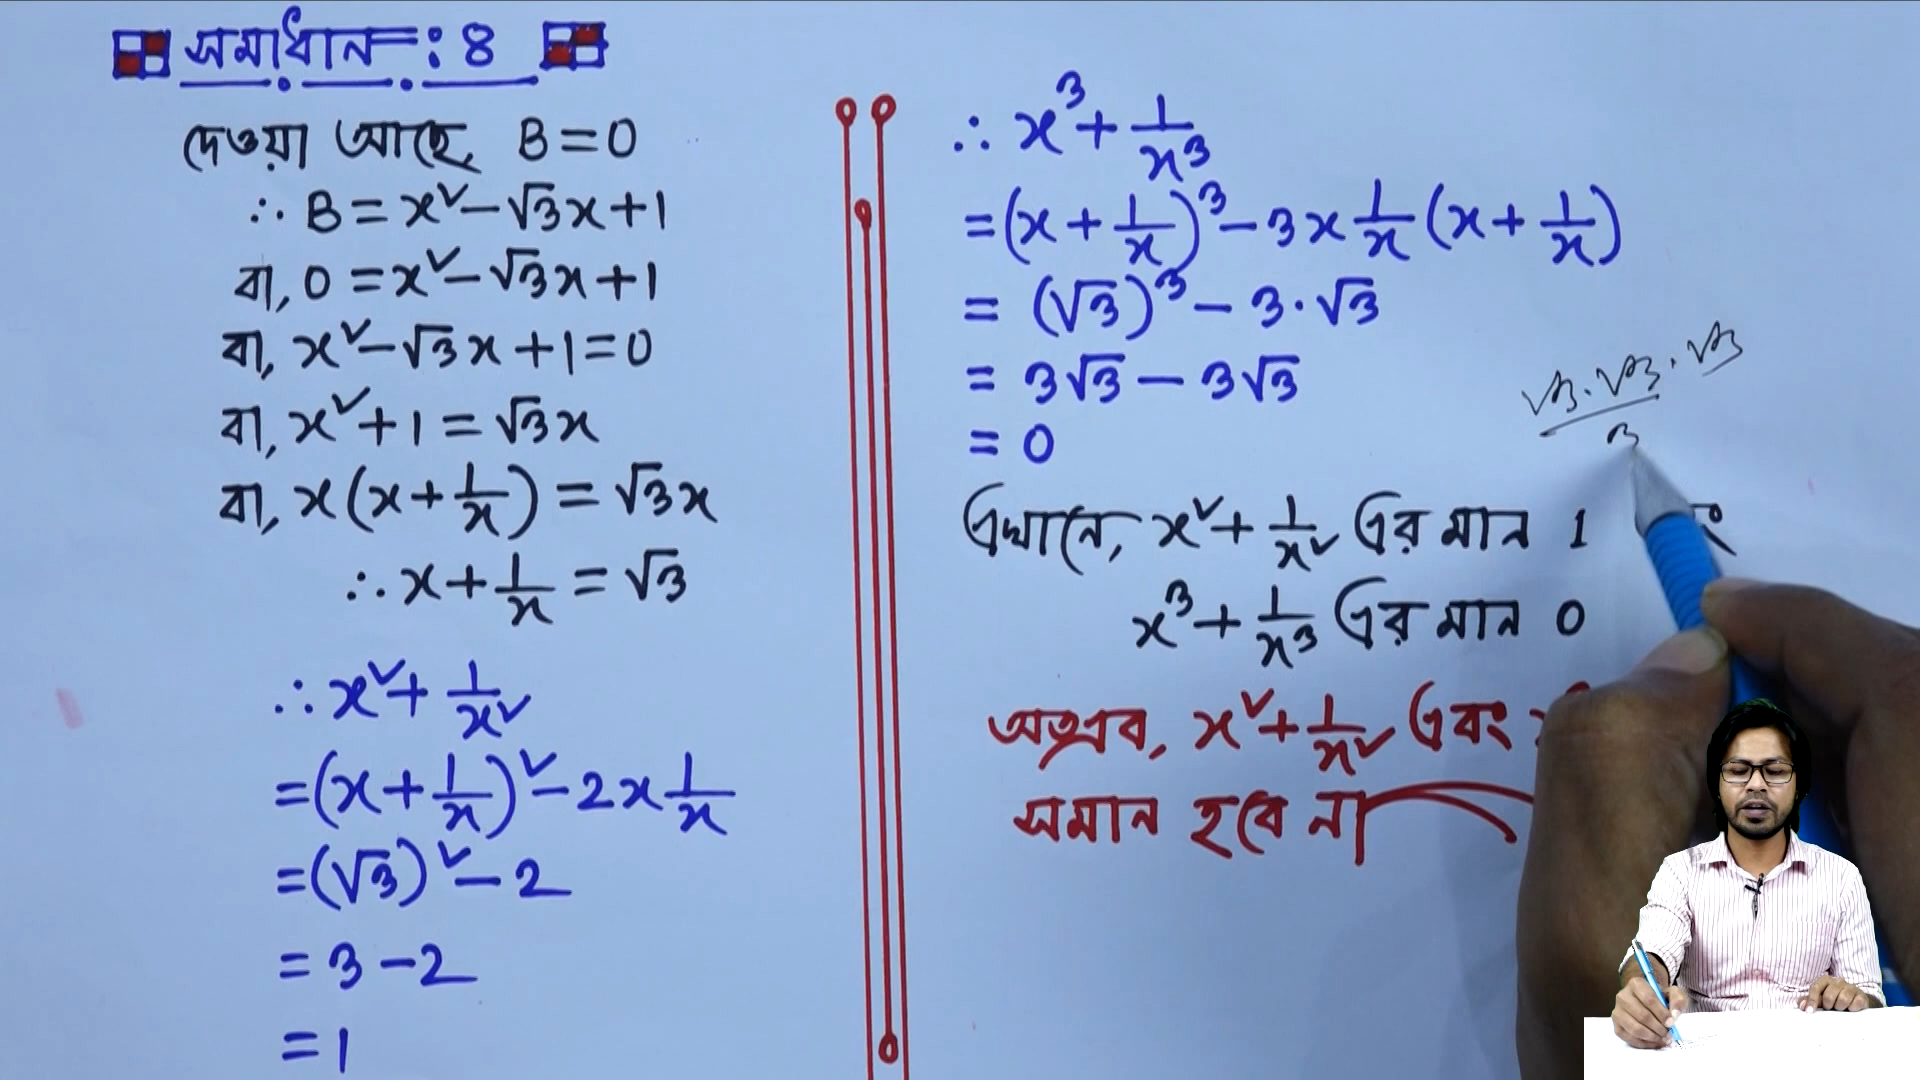 সমাধান : ৪
দেওয়া আছে, B=0
∴ B = x² − √3x + 1
বা, 0 = x² − √3x + 1
বা, x² − √3x + 1 = 0
বা, x² + 1 = √3x
বা, x(x + 1/x) = √3x
∴ x + 1/x = √3
∴ x² + 1/x²
= (x + 1/x)² − 2x 1/x
= (√3)² − 2
= 3 − 2
= 1
∴ x³ + 1/x³
= (x + 1/x)³ − 3x 1/x (x + 1/x)
= (√3)³ − 3·√3
= 3√3 − 3√3
= 0
√3·√3·√3
3
এখানে, x² + 1/x² এর মান 1
x³ + 1/x³ এর মান 0
অতএব, x² + 1/x² এবং
সমান হবে না